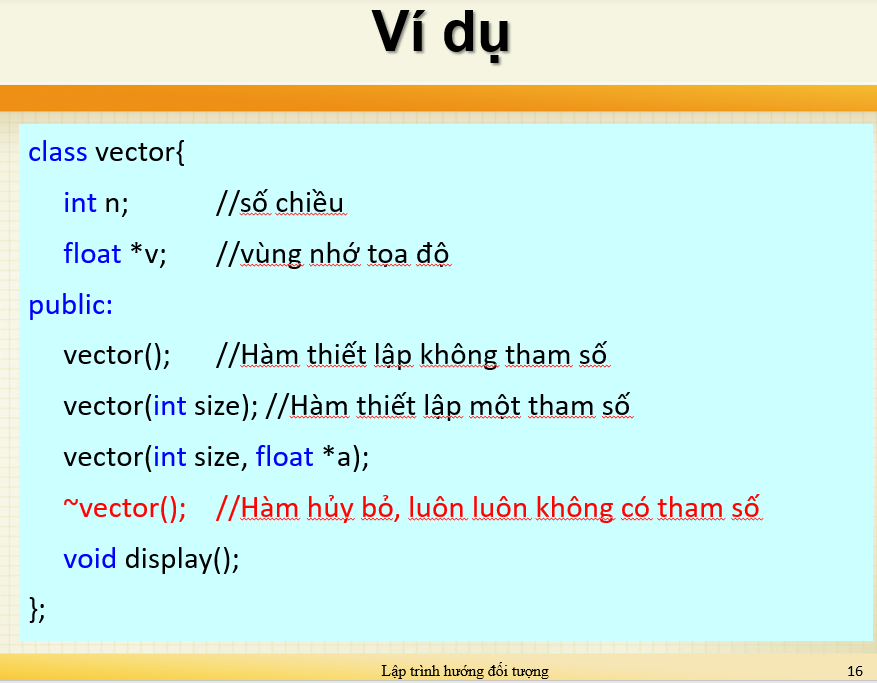 Ví dụ
class vector{
int n; //số chiều
float *v; //vùng nhớ tọa độ
public:
vector(); //Hàm thiết lập không tham số
vector(int size); //Hàm thiết lập một tham số
vector(int size, float *a);
~vector(); //Hàm hủy bỏ, luôn luôn không có tham số
void display();
};
Lập trình hướng đối tượng 16